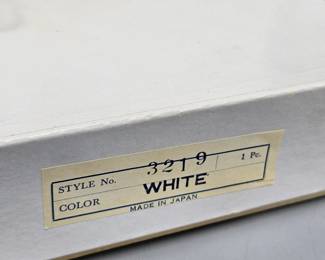 STYLE No. 3219 1 Pc.
COLOR WHITE
MADE IN JAPAN